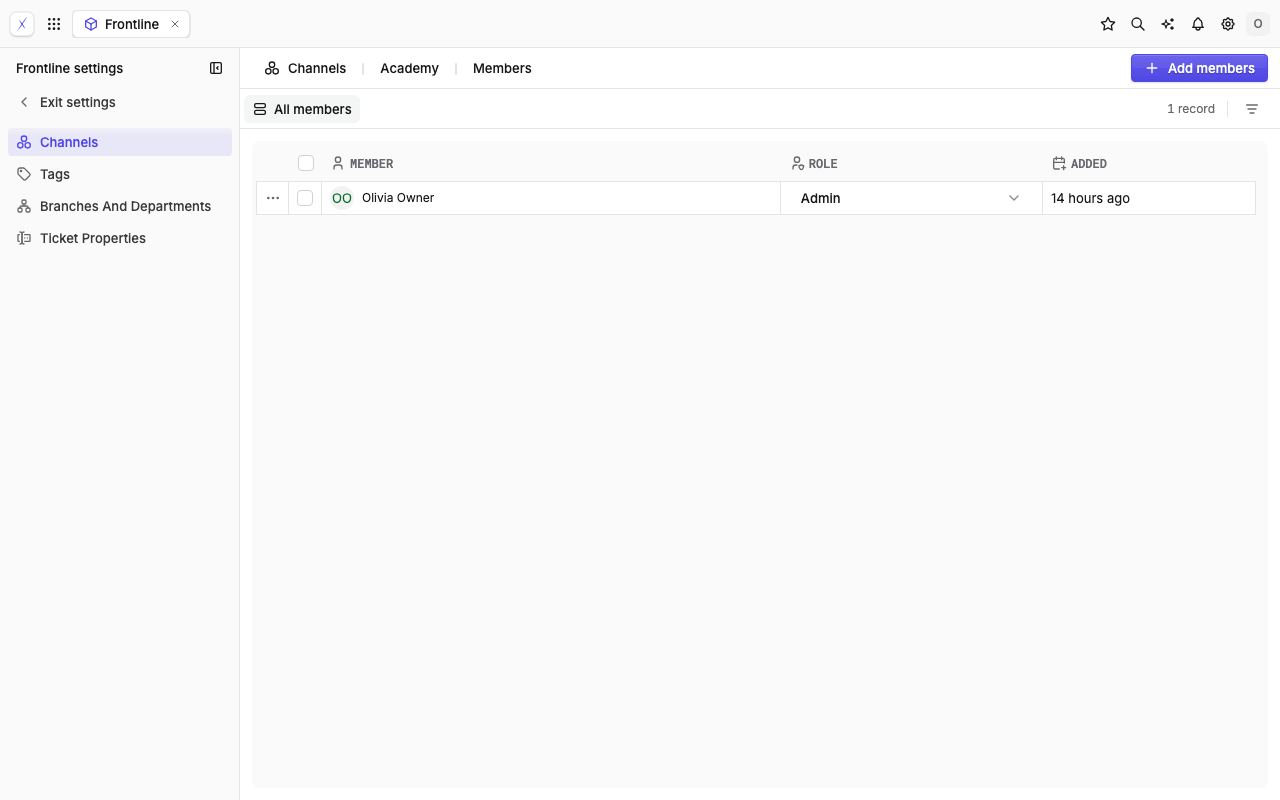 Frontline
O
Frontline settings
Exit settings
Channels
Tags
Branches And Departments
Ticket Properties
Channels | Academy | Members
Add members
All members
1 record
MEMBER ROLE ADDED
OO Olivia Owner Admin 14 hours ago